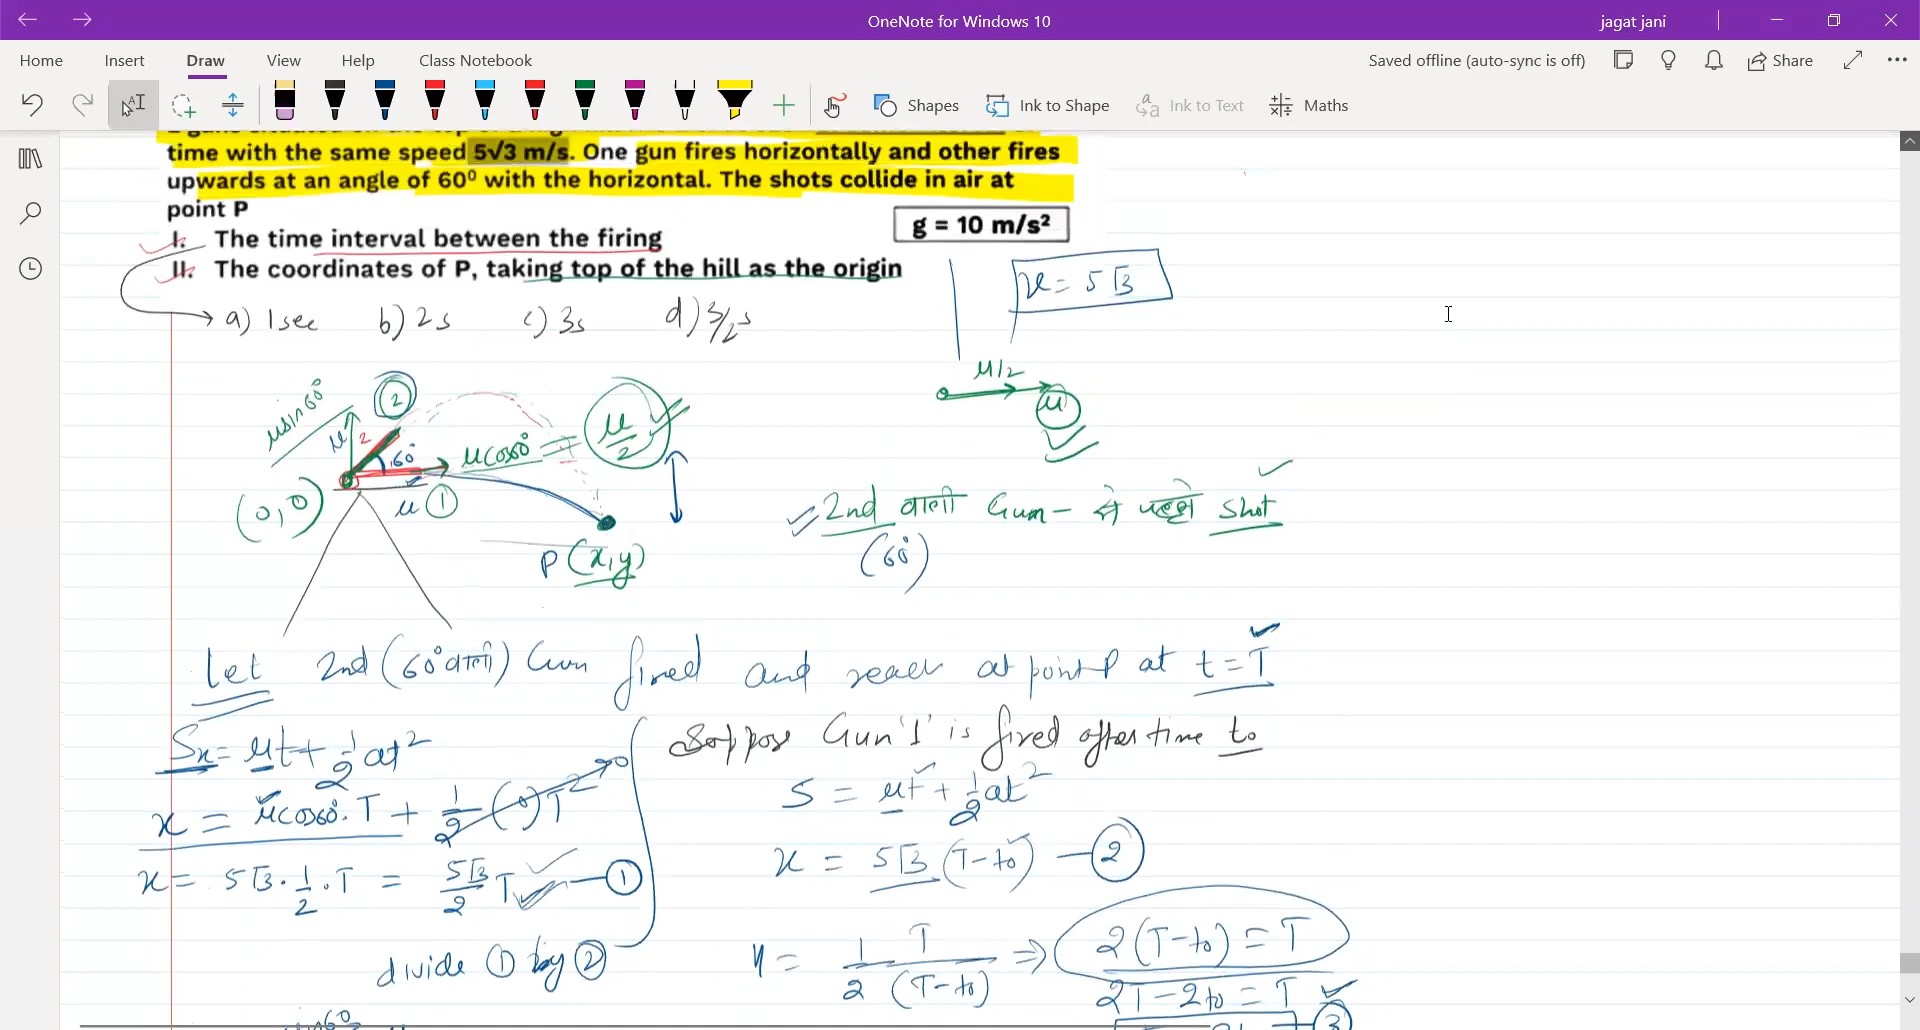 OneNote for Windows 10
jagat jani
Home Insert Draw View Help Class Notebook
Saved offline (auto-sync is off)
Share
Shapes
Ink to Shape
Ink to Text
Maths
time with the same speed 5√3 m/s. One gun fires horizontally and other fires
upwards at an angle of 60⁰ with the horizontal. The shots collide in air at
point P
g = 10 m/s²
I. The time interval between the firing
II. The coordinates of P, taking top of the hill as the origin
u = 5√3
a) 1sec b) 2s c) 3s d) 3/2 s
u/2
u
usin60°
2
u
60°
ucos60° = u/2
(0,0)
u 1
P (x,y)
2nd वाली Gun - से पहले shot
(60°)
Let 2nd (60° वाली) Gun fired and reach at point P at t = T
Suppose Gun '1' is fired after time to
Sx = ut + 1/2 at²
S = ut + 1/2 at²
x = ucos60°. T + 1/2 (0) T² 0
x = 5√3 (T-to) — 2
x = 5√3 . 1/2 . T = 5√3/2 T — 1
divide 1 by 2
1 = 1/2 T/(T-to) ⇒ 2(T-to) = T
2T - 2to = T
3